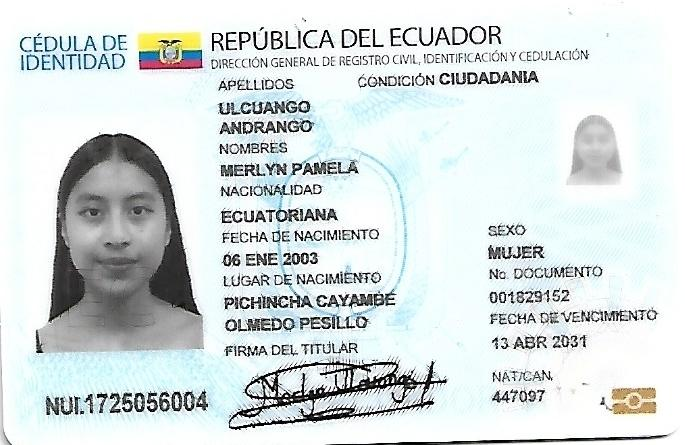 CÉDULA DE
IDENTIDAD
REPÚBLICA DEL ECUADOR
DIRECCIÓN GENERAL DE REGISTRO CIVIL, IDENTIFICACIÓN Y CEDULACIÓN
APELLIDOS
CONDICIÓN CIUDADANIA
ULCUANGO
ANDRANGO
NOMBRES
MERLYN PAMELA
NACIONALIDAD
ECUATORIANA
FECHA DE NACIMIENTO
06 ENE 2003
LUGAR DE NACIMIENTO
PICHINCHA CAYAMBE
OLMEDO PESILLO
FIRMA DEL TITULAR
SEXO
MUJER
No. DOCUMENTO
001829152
FECHA DE VENCIMIENTO
13 ABR 2031
NAT/CAN.
447097
NUI.1725056004